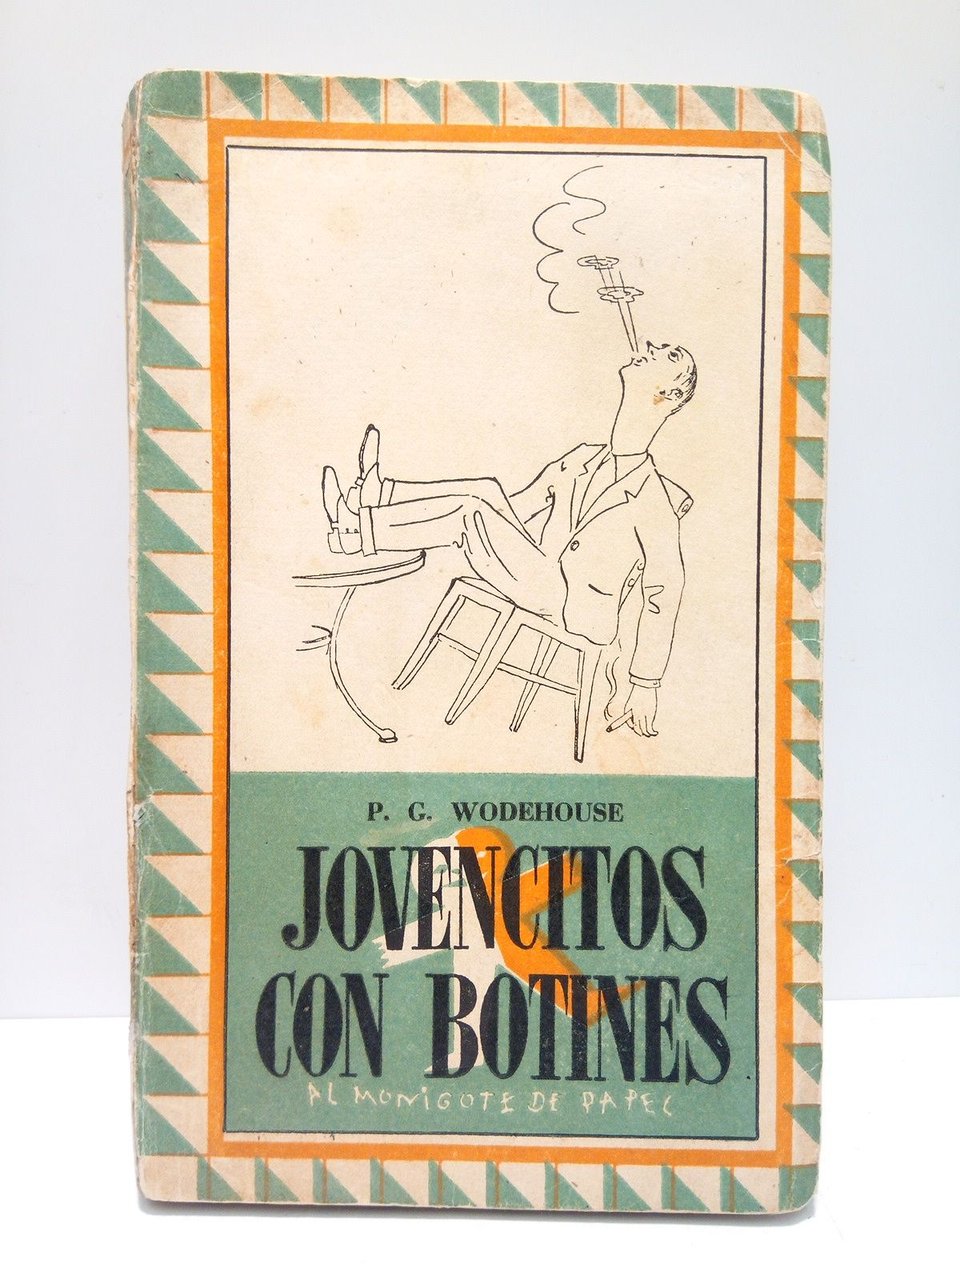 P. G. WODEHOUSE
JOVENCITOS
CON BOTINES
AL MONIGOTE DE PAPEL